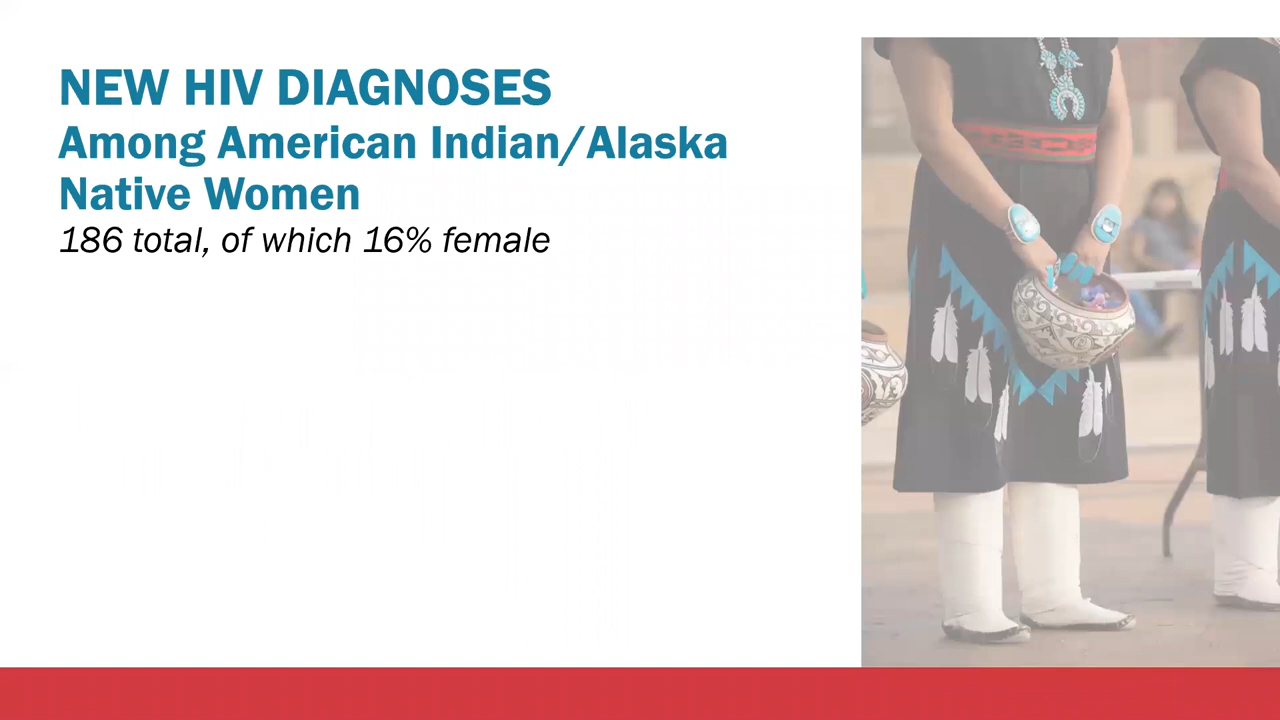 NEW HIV DIAGNOSES
Among American Indian/Alaska
Native Women
186 total, of which 16% female